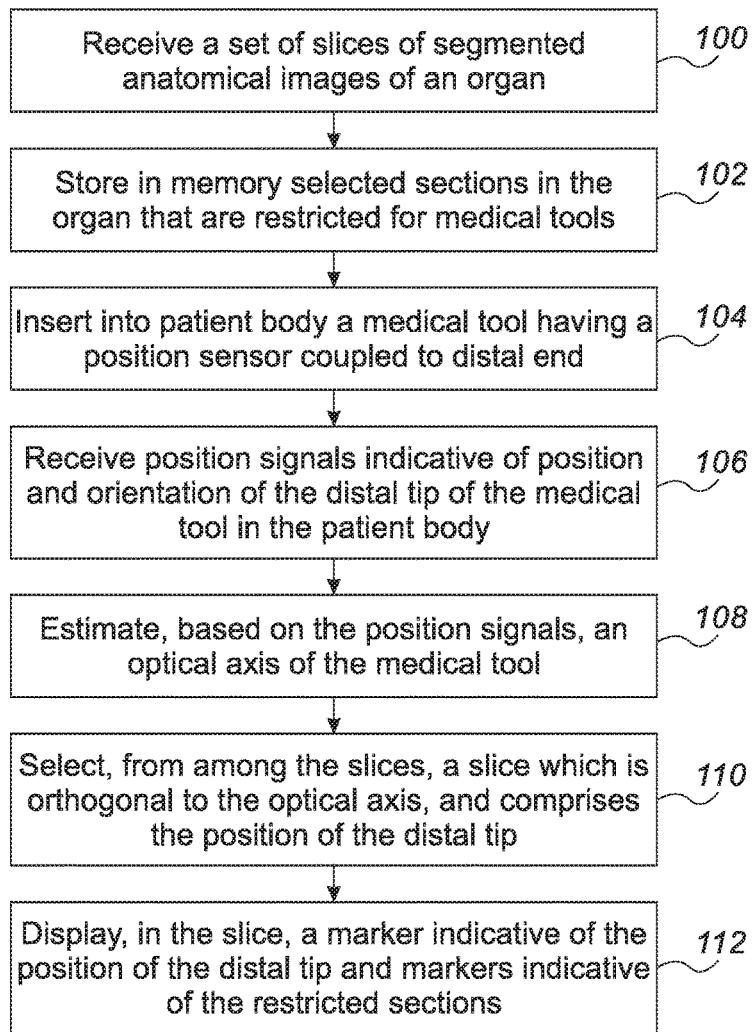 Receive a set of slices of segmented
anatomical images of an organ
100
Store in memory selected sections in the
organ that are restricted for medical tools
102
Insert into patient body a medical tool having a
position sensor coupled to distal end
104
Receive position signals indicative of position
and orientation of the distal tip of the medical
tool in the patient body
106
Estimate, based on the position signals, an
optical axis of the medical tool
108
Select, from among the slices, a slice which is
orthogonal to the optical axis, and comprises
the position of the distal tip
110
Display, in the slice, a marker indicative of the
position of the distal tip and markers indicative
of the restricted sections
112